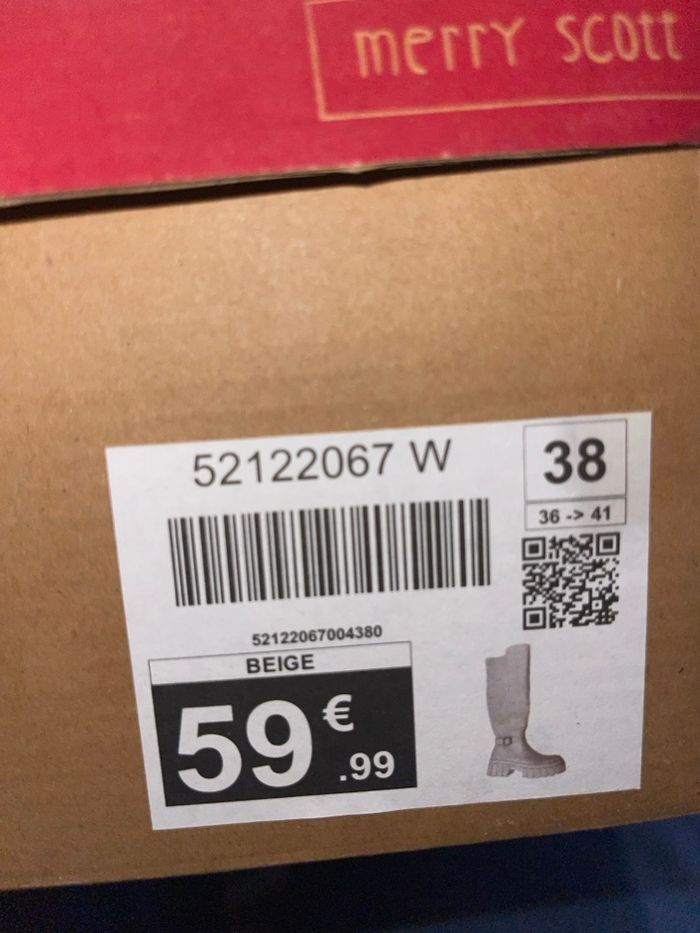 merry scott
52122067 W
38
36 -> 41
52122067004380
BEIGE
59 €
.99